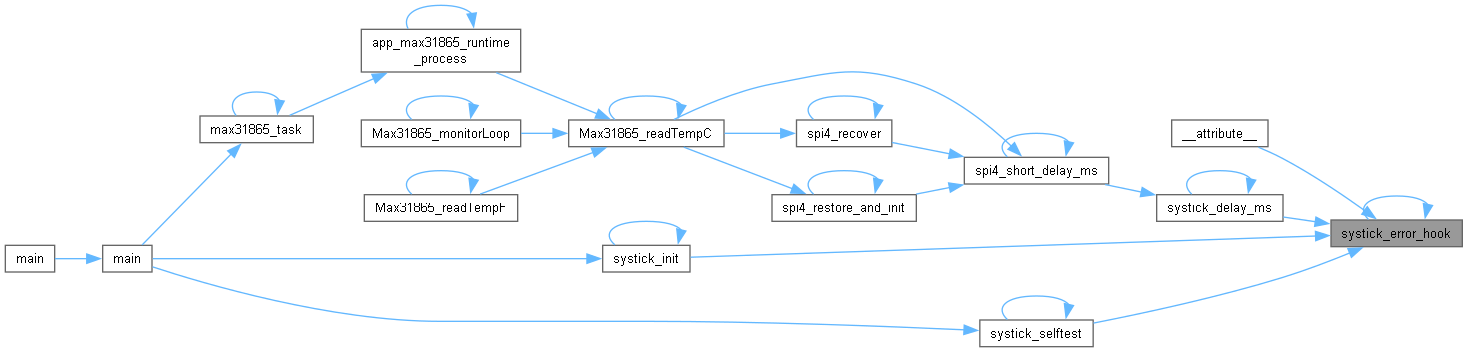 app_max31865_runtime
_process
max31865_task
Max31865_monitorLoop
Max31865_readTempC
spi4_recover
__attribute__
spi4_short_delay_ms
Max31865_readTempF
spi4_restore_and_init
systick_delay_ms
systick_error_hook
main
main
systick_init
systick_selftest